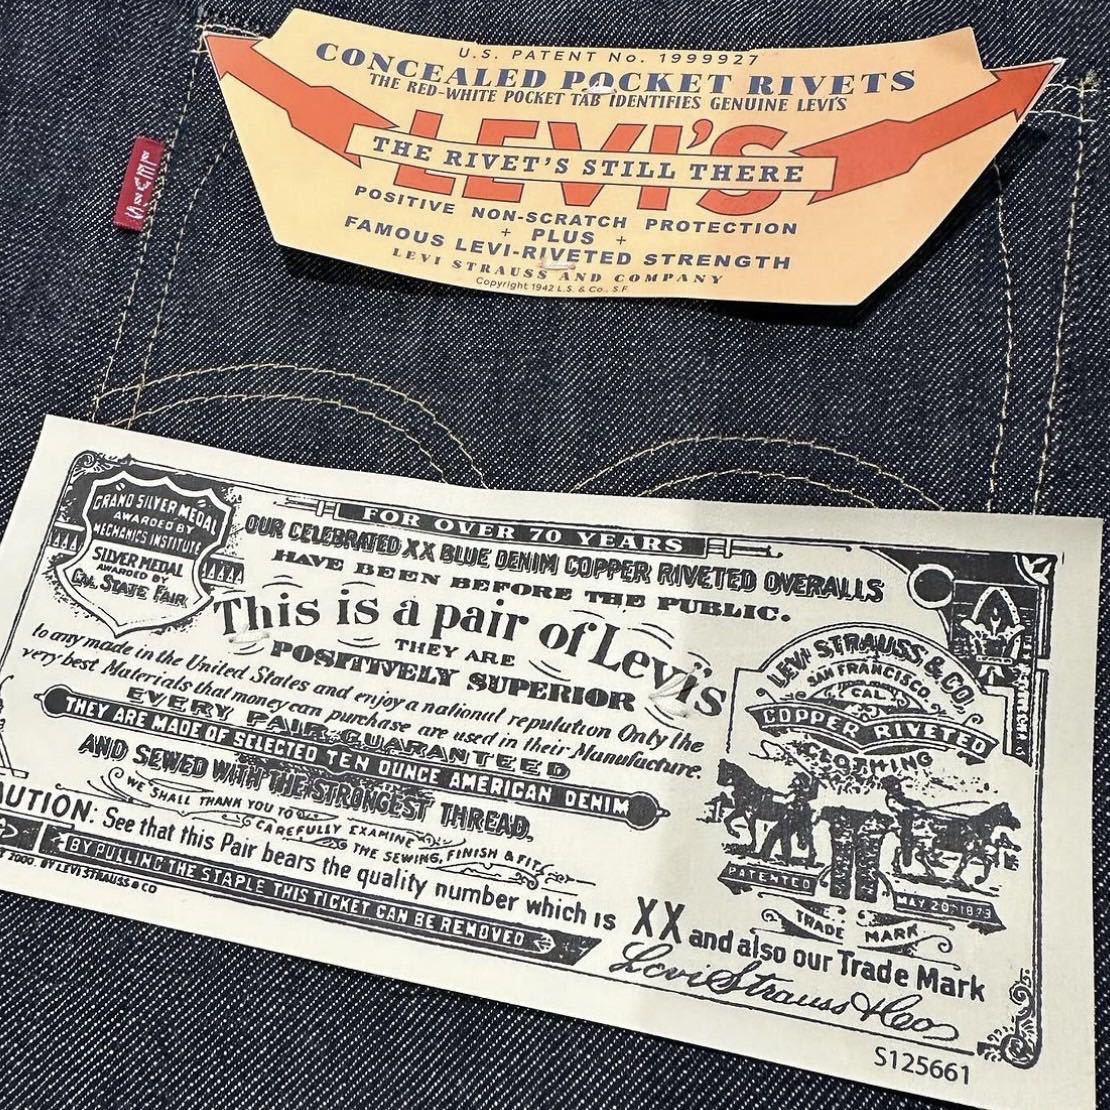 U.S. PATENT No. 1999927
CONCEALED POCKET RIVETS
THE RED-WHITE POCKET TAB IDENTIFIES GENUINE LEVI'S
LEVI'S
THE RIVET'S STILL THERE
POSITIVE NON-SCRATCH PROTECTION
+ PLUS +
FAMOUS LEVI-RIVETED STRENGTH
LEVI STRAUSS AND COMPANY
Copyright 1942 L.S. & Co., S.F.
LEVI'S
GRAND SILVER MEDAL
AWARDED BY
MECHANICS INSTITUTE
SILVER MEDAL
AWARDED BY
CAL. STATE FAIR
FOR OVER 70 YEARS
OUR CELEBRATED XX BLUE DENIM COPPER RIVETED OVERALLS
HAVE BEEN BEFORE THE PUBLIC.
This is a pair of Levi's
THEY ARE
POSITIVELY SUPERIOR
to any made in the United States and enjoy a national reputation Only the
very best Materials that money can purchase are used in their Manufacture.
EVERY PAIR GUARANTEED
THEY ARE MADE OF SELECTED TEN OUNCE AMERICAN DENIM
AND SEWED WITH THE STRONGEST THREAD.
WE SHALL THANK YOU TO
CAREFULLY EXAMINE
THE SEWING, FINISH & FIT
AUTION: See that this Pair bears the quality number which is XX and also our Trade Mark
BY PULLING THE STAPLE THIS TICKET CAN BE REMOVED
2000. BY LEVI STRAUSS & CO
Levi Strauss & Co
LEVI STRAUSS & CO.
SAN FRANCISCO,
CAL.
COPPER RIVETED
CLOTHING
PATENTED
MAY 20 1873
TRADE MARK
S125661